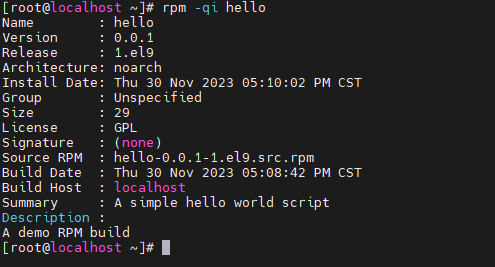 [root@localhost ~]# rpm -qi hello
Name        : hello
Version     : 0.0.1
Release     : 1.el9
Architecture: noarch
Install Date: Thu 30 Nov 2023 05:10:02 PM CST
Group       : Unspecified
Size        : 29
License     : GPL
Signature   : (none)
Source RPM  : hello-0.0.1-1.el9.src.rpm
Build Date  : Thu 30 Nov 2023 05:08:42 PM CST
Build Host  : localhost
Summary     : A simple hello world script
Description :
A demo RPM build
[root@localhost ~]#